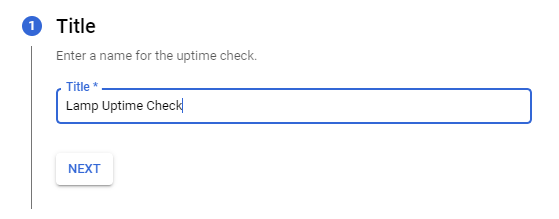 1 Title
Enter a name for the uptime check.
Title *
Lamp Uptime Check
NEXT